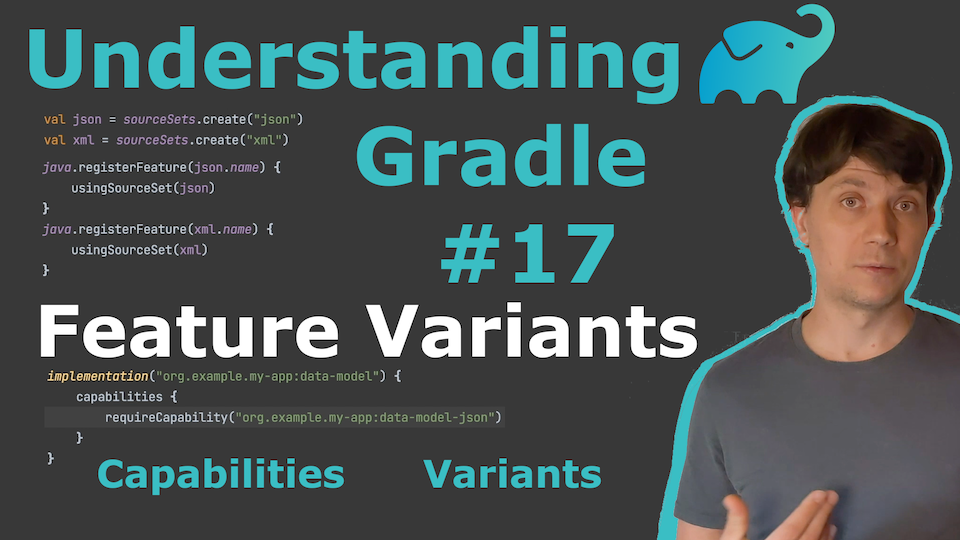 Understanding
Gradle
#17
val json = sourceSets.create("json")
val xml = sourceSets.create("xml")
java.registerFeature(json.name) {
usingSourceSet(json)
}
java.registerFeature(xml.name) {
usingSourceSet(xml)
}
Feature Variants
implementation("org.example.my-app:data-model") {
capabilities {
requireCapability("org.example.my-app:data-model-json")
}
}
Capabilities
Variants